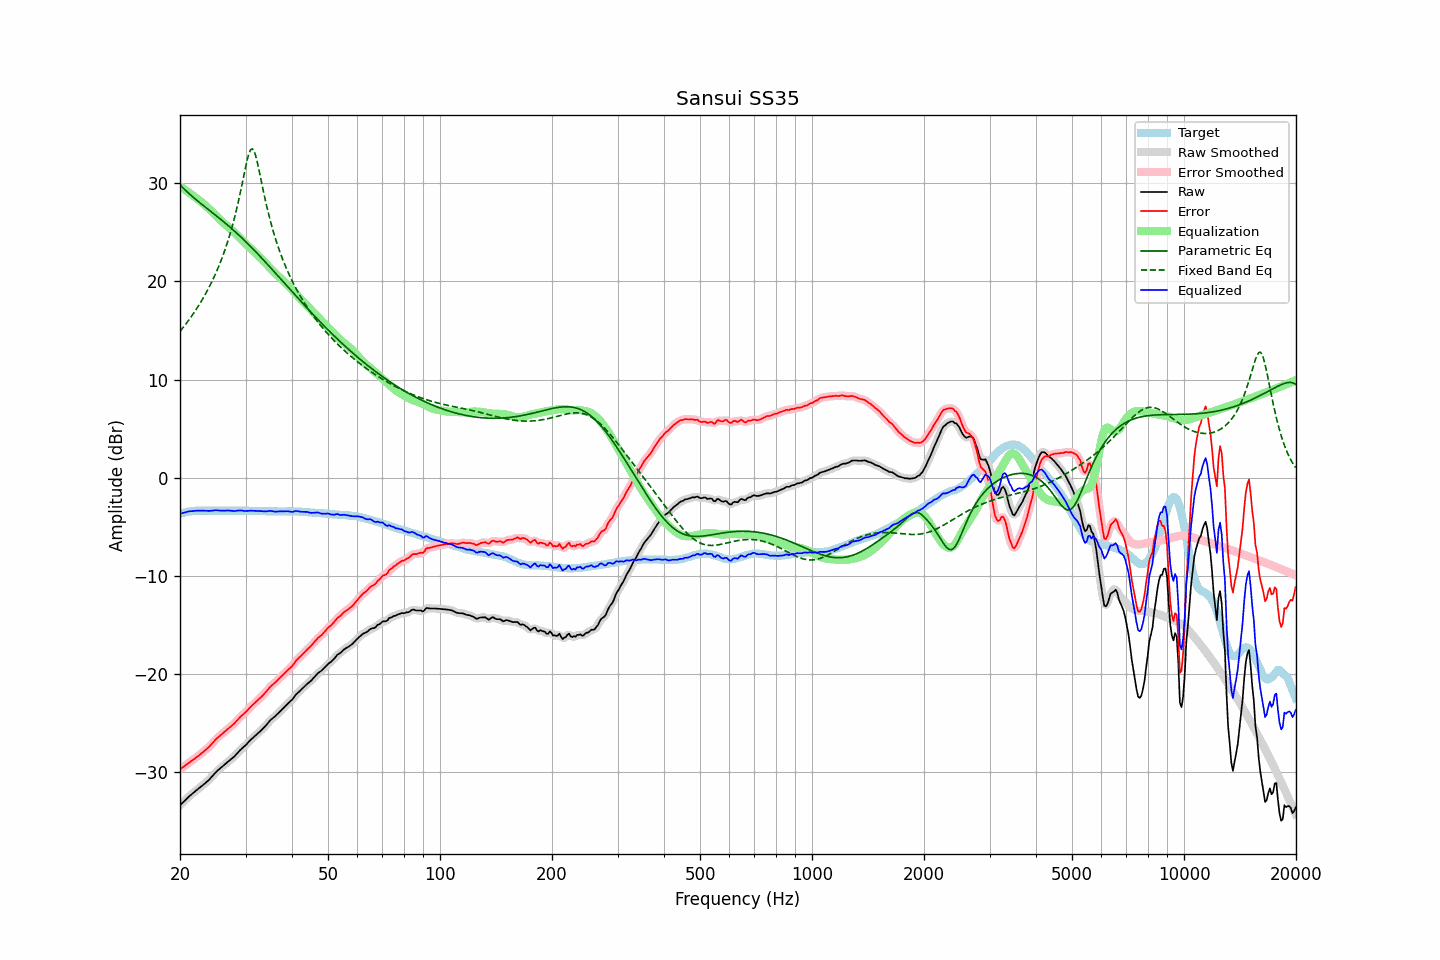 Sansui SS35
Target
Raw Smoothed
Error Smoothed
Raw
Error
Equalization
Parametric Eq
Fixed Band Eq
Equalized
30
20
10
0
−10
−20
−30
Amplitude (dBr)
20
50
100
200
500
1000
2000
5000
10000
20000
Frequency (Hz)